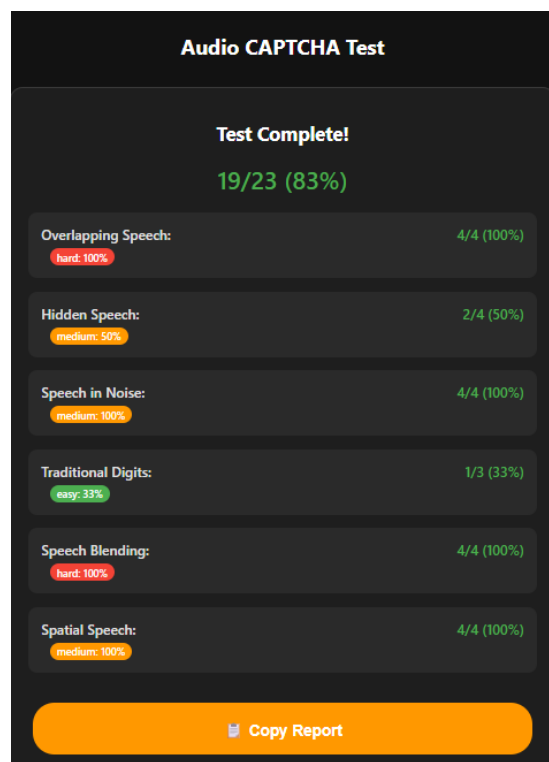 Audio CAPTCHA Test
Test Complete!
19/23 (83%)
Overlapping Speech: 4/4 (100%)
hard: 100%
Hidden Speech: 2/4 (50%)
medium: 50%
Speech in Noise: 4/4 (100%)
medium: 100%
Traditional Digits: 1/3 (33%)
easy: 33%
Speech Blending: 4/4 (100%)
hard: 100%
Spatial Speech: 4/4 (100%)
medium: 100%
Copy Report